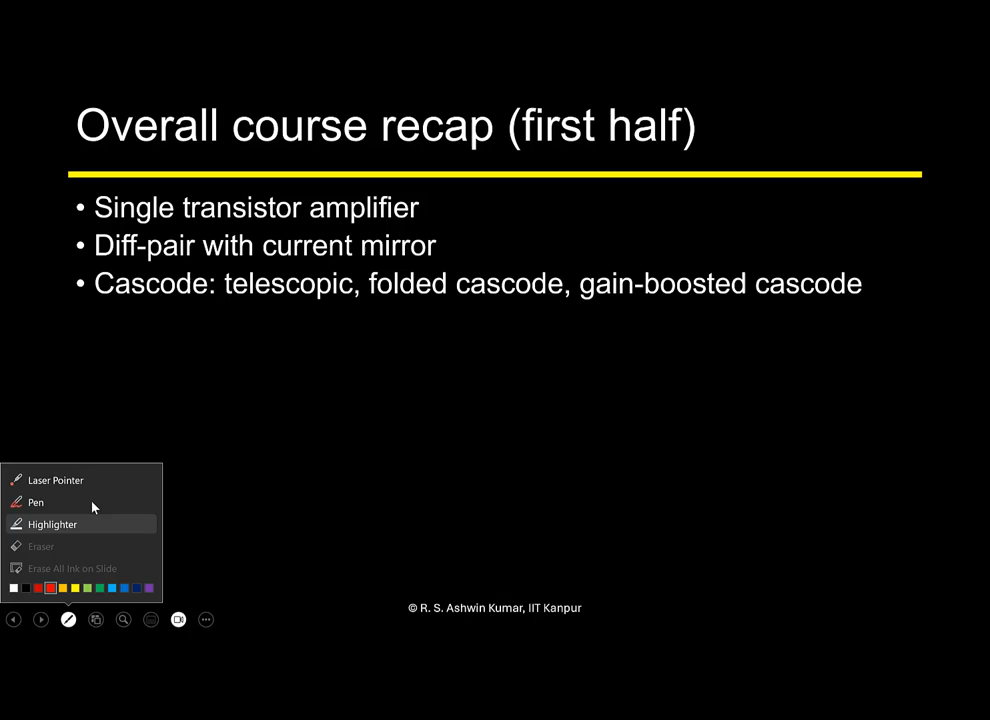 Overall course recap (first half)
• Single transistor amplifier
• Diff-pair with current mirror
• Cascode: telescopic, folded cascode, gain-boosted cascode
Laser Pointer
Pen
Highlighter
Eraser
Erase All Ink on Slide
© R. S. Ashwin Kumar, IIT Kanpur